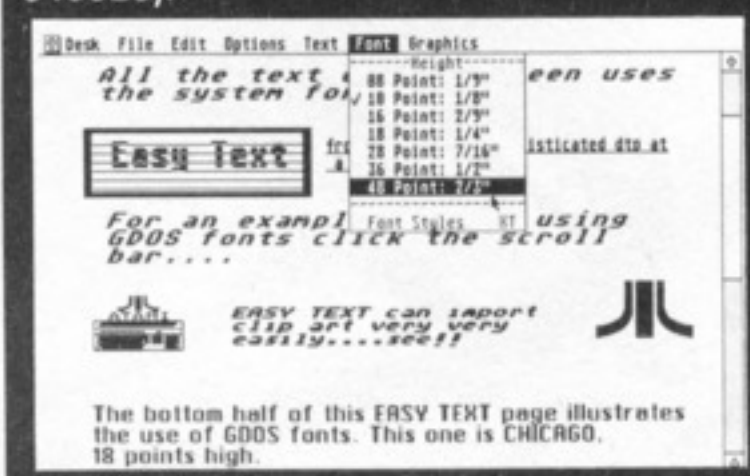 Desk File Edit Options Text Font Graphics
Height
All the text een uses
the system fon
88 Point: 1/9"
✓ 10 Point: 1/8"
16 Point: 2/9"
18 Point: 1/4"
28 Point: 7/16"
36 Point: 1/2"
48 Point: 2/3"
Font Styles
Easy Text
fro isticated dtp at
a
For an exampl using
GDOS fonts click the scroll
bar....
ATARI
EASY TEXT can import
clip art very very
easily....see!!
The bottom half of this EASY TEXT page illustrates
the use of GDOS fonts. This one is CHICAGO,
18 points high.